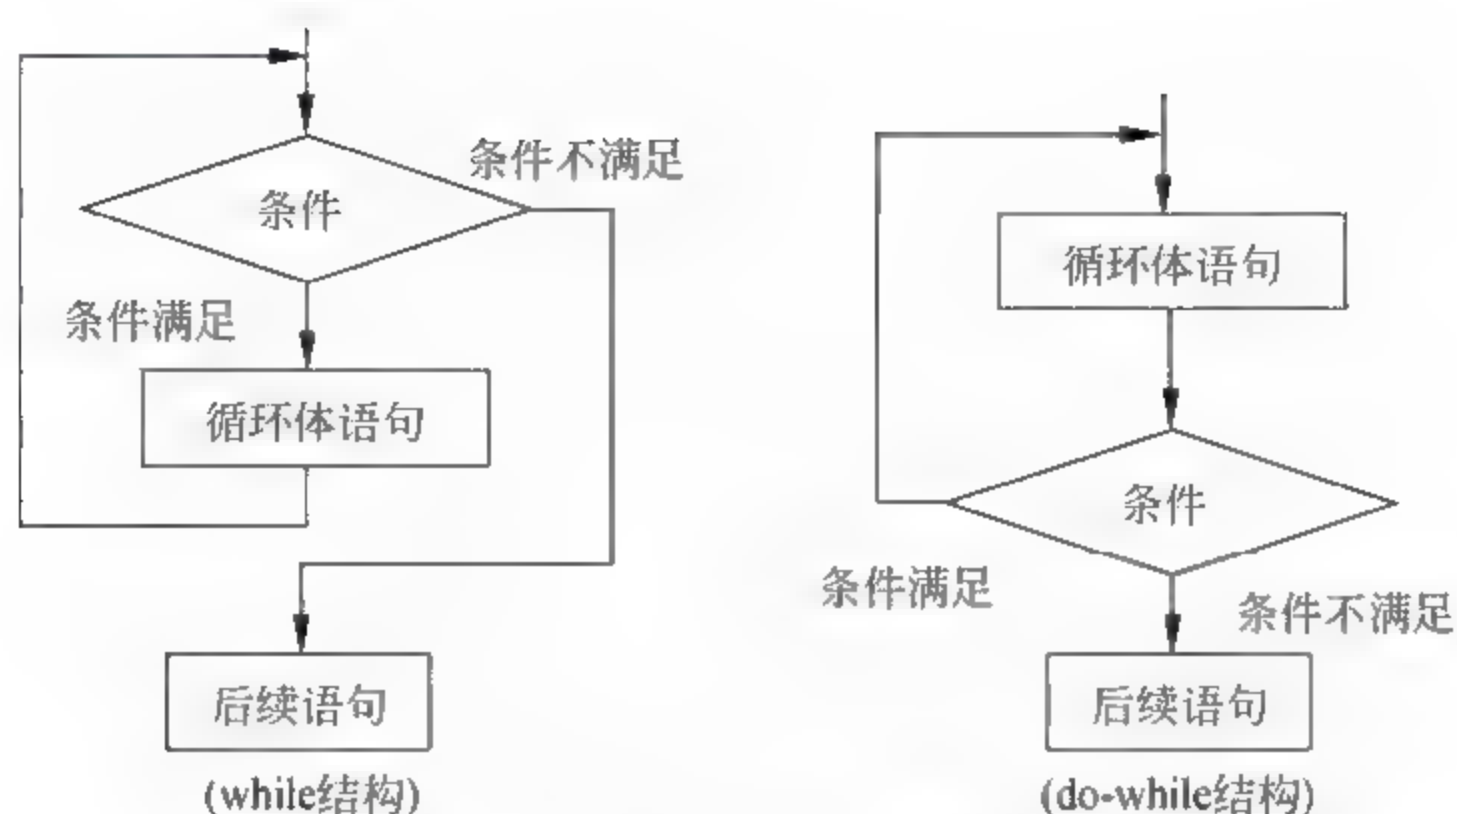 条件不满足
条件
条件满足
循环体语句
后续语句
(while结构)
循环体语句
条件
条件满足
条件不满足
后续语句
(do-while结构)